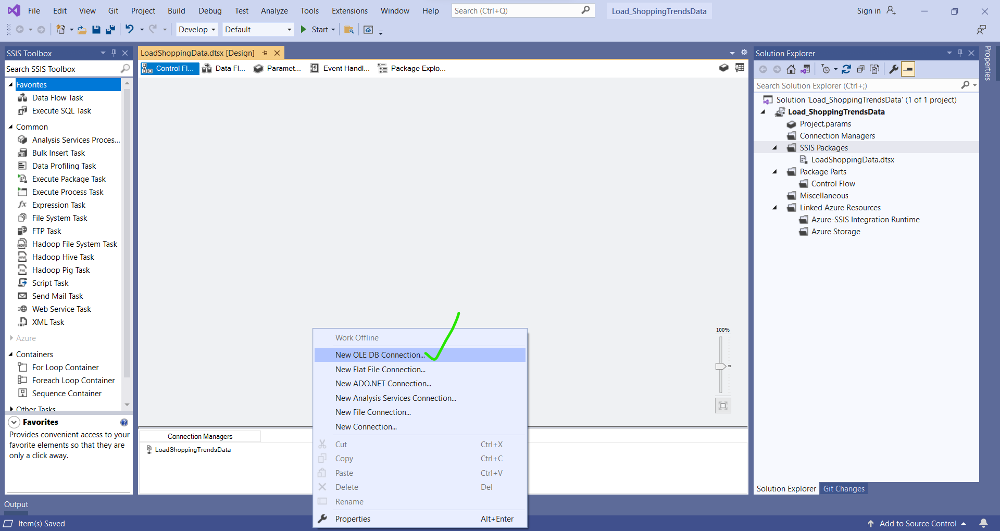 File Edit View Git Project Build Debug Test Analyze Tools Extensions Window Help Search (Ctrl+Q) Load_ShoppingTrendsData Sign in
Develop Default Start
SSIS Toolbox
Search SSIS Toolbox
Favorites
Data Flow Task
Execute SQL Task
Common
Analysis Services Proces...
Bulk Insert Task
Data Profiling Task
Execute Package Task
Execute Process Task
Expression Task
File System Task
FTP Task
Hadoop File System Task
Hadoop Hive Task
Hadoop Pig Task
Script Task
Send Mail Task
Web Service Task
XML Task
Azure
Containers
For Loop Container
Foreach Loop Container
Sequence Container
Other Tasks
Favorites
Provides convenient access to your
favorite elements so that they are
only a click away.
LoadShoppingData.dtsx [Design]
Control Fl... Data Fl... Paramet... Event Handl... Package Explo...
100%
Connection Managers
LoadShoppingTrendsData
Work Offline
New OLE DB Connection...
New Flat File Connection...
New ADO.NET Connection...
New Analysis Services Connection...
New File Connection...
New Connection...
Cut Ctrl+X
Copy Ctrl+C
Paste Ctrl+V
Delete Del
Rename
Properties Alt+Enter
Solution Explorer
Search Solution Explorer (Ctrl+;)
Solution 'Load_ShoppingTrendsData' (1 of 1 project)
Load_ShoppingTrendsData
Project.params
Connection Managers
SSIS Packages
LoadShoppingData.dtsx
Package Parts
Control Flow
Miscellaneous
Linked Azure Resources
Azure-SSIS Integration Runtime
Azure Storage
Solution Explorer Git Changes
Properties
Output
Item(s) Saved Add to Source Control